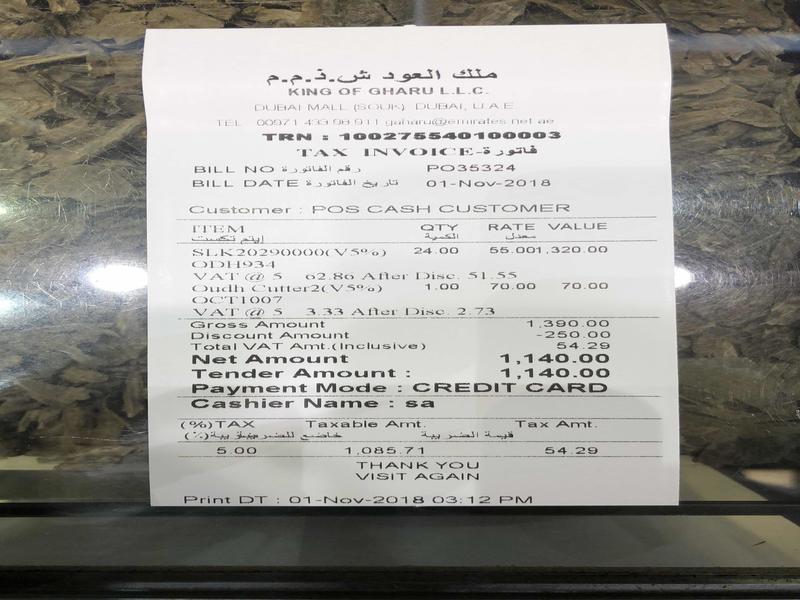 ملك العود ش.ذ.م.م
KING OF GHARU L.L.C.
DUBAI MALL (SOUK) DUBAI, U.A.E.
TEL 00971 433 98 911 gaharu@emirates.net.ae
TRN : 100275540100003
TAX INVOICE-فاتورة
BILL NO رقم الفاتورة PO35324
BILL DATE تاريخ الفاتورة 01-Nov-2018
Customer : POS CASH CUSTOMER
ITEM QTY RATE VALUE
إيتم تكست الكمية معدل
SLK20290000(V5%) 24.00 55.00 1,320.00
ODH934
VAT @ 5 62.86 After Disc. 51.55
Oudh Cutter2(V5%) 1.00 70.00 70.00
OCT1007
VAT @ 5 3.33 After Disc. 2.73
Gross Amount 1,390.00
Discount Amount -250.00
Total VAT Amt.(Inclusive) 54.29
Net Amount 1,140.00
Tender Amount : 1,140.00
Payment Mode : CREDIT CARD
Cashier Name : sa
(%)TAX Taxable Amt. Tax Amt.
(%) خاضع قيمة الضريبة
5.00 1,085.71 54.29
THANK YOU
VISIT AGAIN
Print DT : 01-Nov-2018 03:12 PM